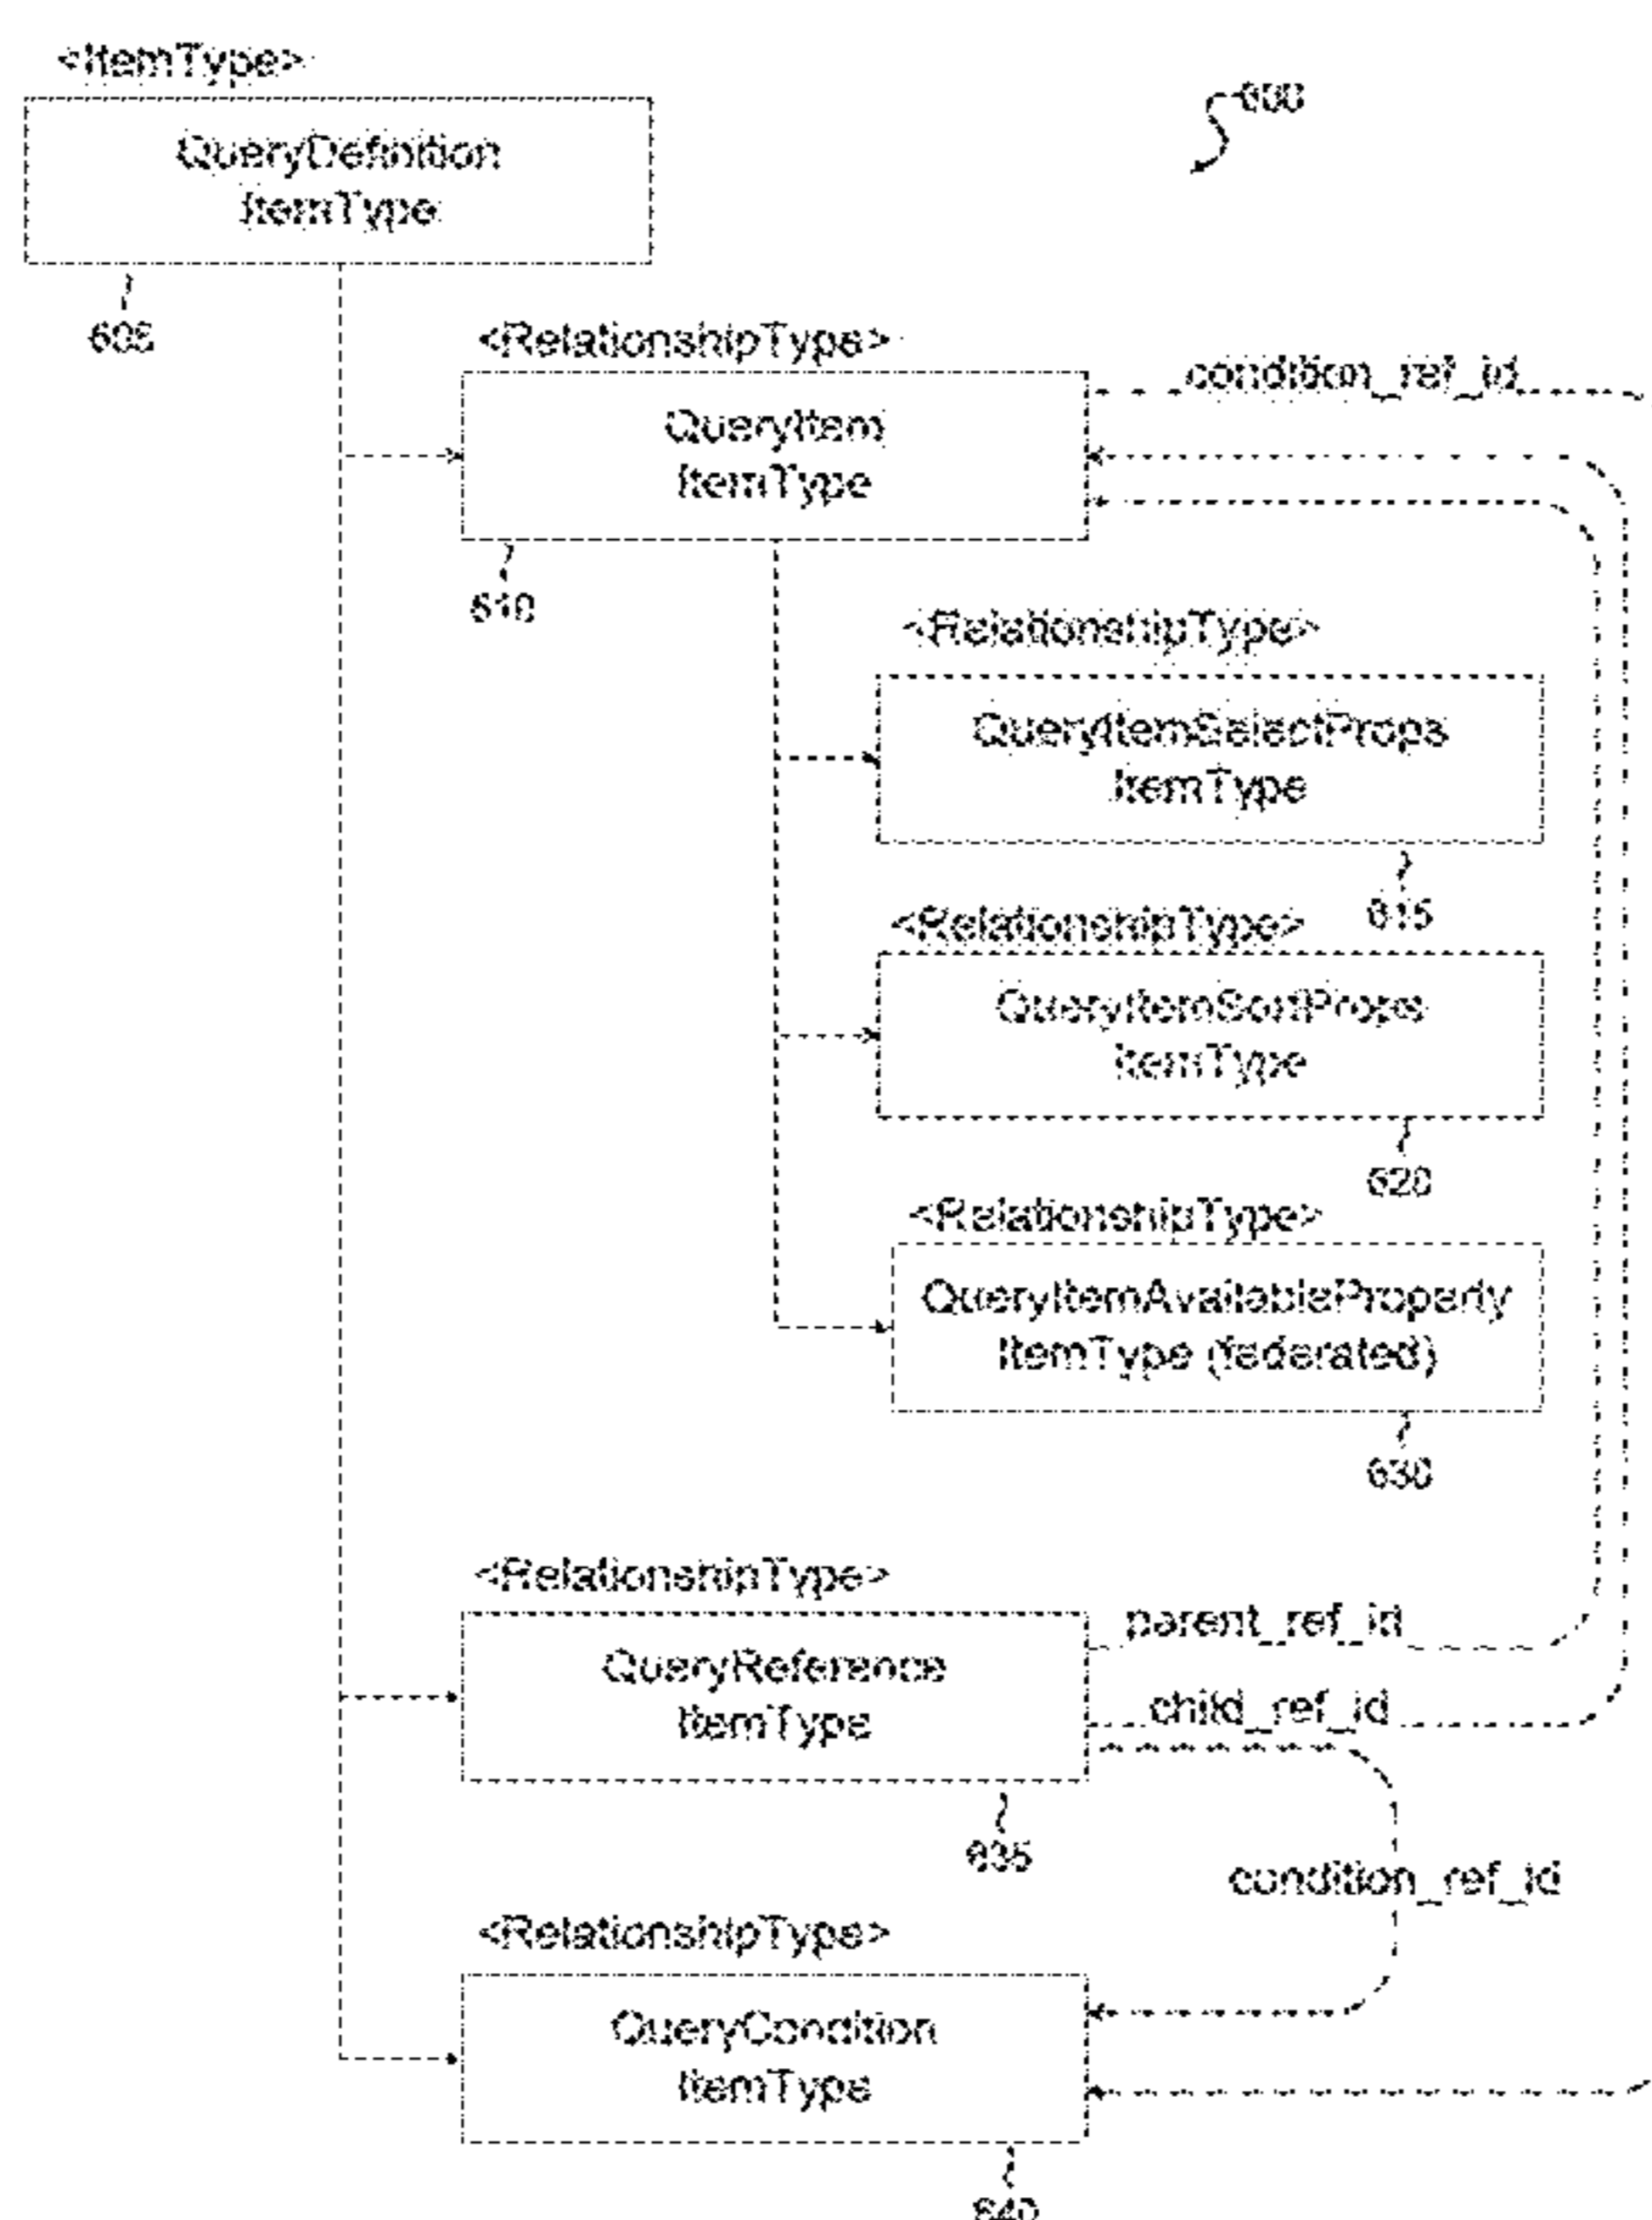 <ItemType>
600
QueryDefinition
ItemType
605
<RelationshipType>
condition_ref_id
QueryItem
ItemType
610
<RelationshipType>
QueryItemSelectProps
ItemType
615
<RelationshipType>
QueryItemSortProps
ItemType
620
<RelationshipType>
QueryItemAvailableProperty
ItemType (federated)
630
<RelationshipType>
parent_ref_id
QueryReference
ItemType
child_ref_id
635
condition_ref_id
<RelationshipType>
QueryCondition
ItemType
640